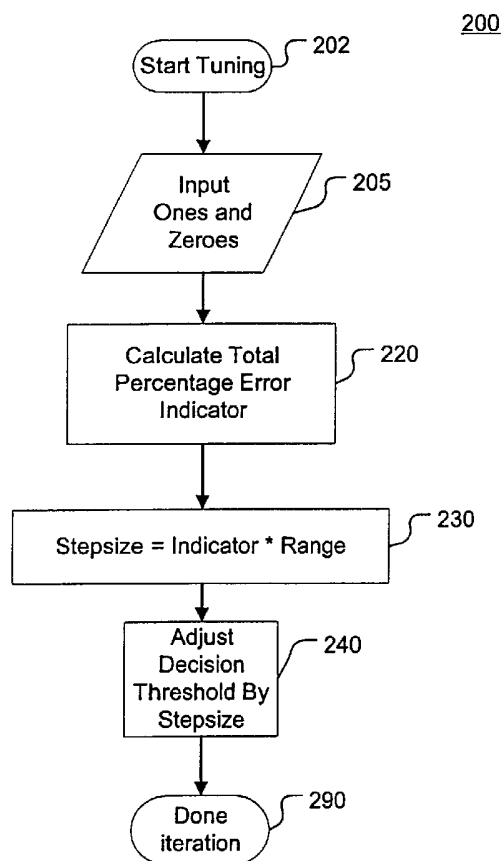 200
Start Tuning
202
Input
Ones and
Zeroes
205
Calculate Total
Percentage Error
Indicator
220
Stepsize = Indicator * Range
230
Adjust
Decision
Threshold By
Stepsize
240
Done
iteration
290